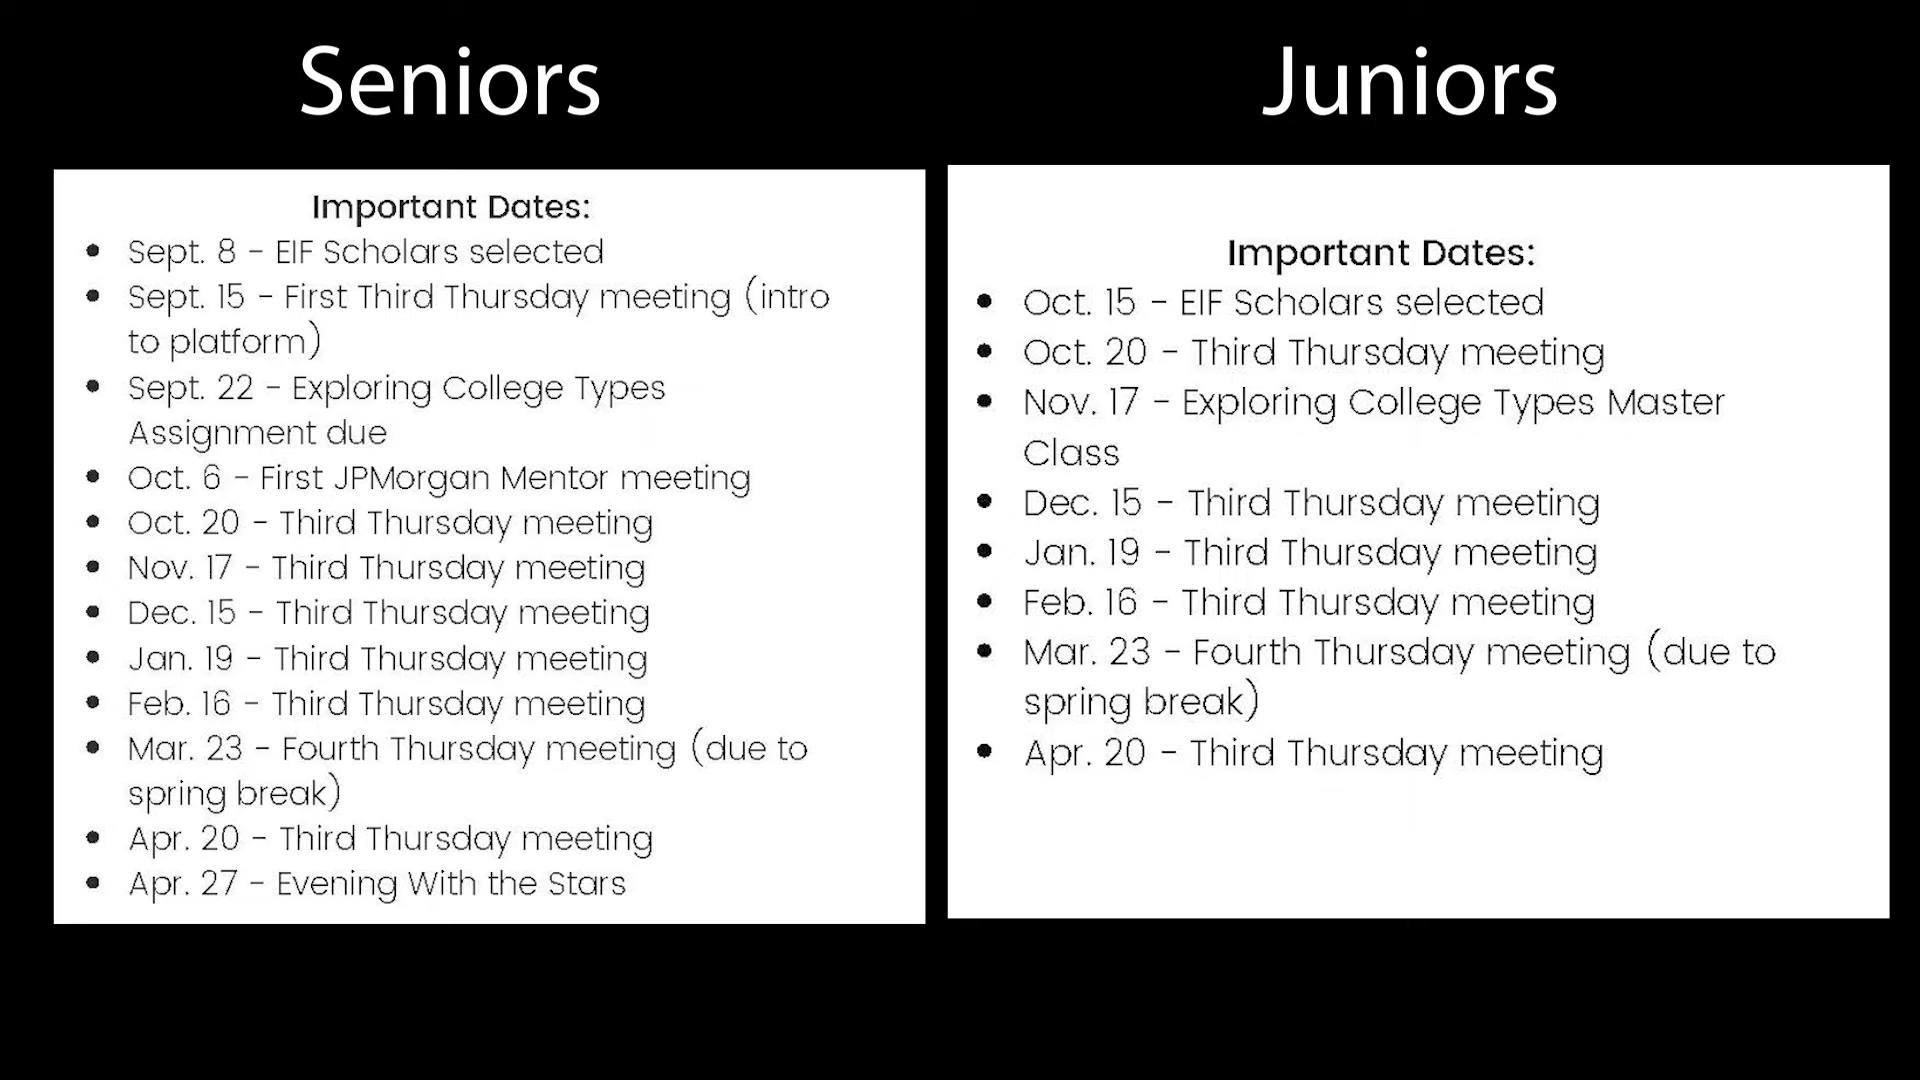 Seniors
Important Dates:
• Sept. 8 - EIF Scholars selected
• Sept. 15 - First Third Thursday meeting (intro
to platform)
• Sept. 22 - Exploring College Types
Assignment due
• Oct. 6 - First JPMorgan Mentor meeting
• Oct. 20 - Third Thursday meeting
• Nov. 17 - Third Thursday meeting
• Dec. 15 - Third Thursday meeting
• Jan. 19 - Third Thursday meeting
• Feb. 16 - Third Thursday meeting
• Mar. 23 - Fourth Thursday meeting (due to
spring break)
• Apr. 20 - Third Thursday meeting
• Apr. 27 - Evening With the Stars
Juniors
Important Dates:
• Oct. 15 - EIF Scholars selected
• Oct. 20 - Third Thursday meeting
• Nov. 17 - Exploring College Types Master
Class
• Dec. 15 - Third Thursday meeting
• Jan. 19 - Third Thursday meeting
• Feb. 16 - Third Thursday meeting
• Mar. 23 - Fourth Thursday meeting (due to
spring break)
• Apr. 20 - Third Thursday meeting